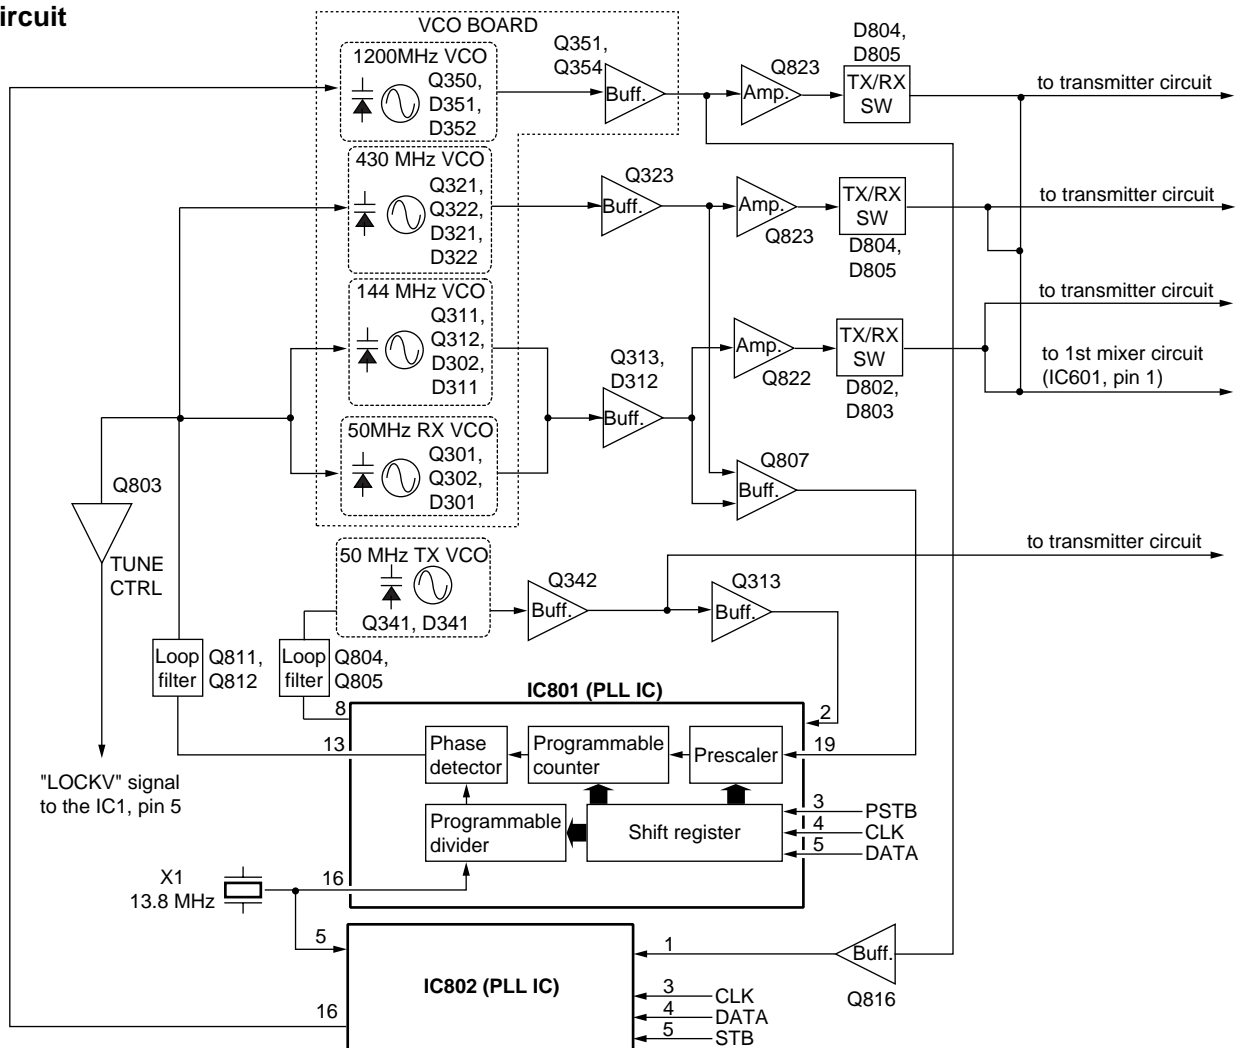 ircuit
VCO BOARD
1200MHz VCO
Q350,
D351,
D352
Q351,
Q354
Buff.
Q823
Amp.
D804,
D805
TX/RX
SW
to transmitter circuit
430 MHz VCO
Q321,
Q322,
D321,
D322
Q323
Buff.
Amp.
Q823
TX/RX
SW
D804,
D805
to transmitter circuit
144 MHz VCO
Q311,
Q312,
D302,
D311
Q313,
D312
Buff.
Amp.
Q822
TX/RX
SW
D802,
D803
to transmitter circuit
to 1st mixer circuit
(IC601, pin 1)
50MHz RX VCO
Q301,
Q302,
D301
Q807
Buff.
Q803
TUNE
CTRL
50 MHz TX VCO
Q341, D341
Q342
Buff.
Q313
Buff.
to transmitter circuit
Loop
filter
Q811,
Q812
Loop
filter
Q804,
Q805
"LOCKV" signal
to the IC1, pin 5
IC801 (PLL IC)
8
13
2
19
Phase
detector
Programmable
counter
Prescaler
Programmable
divider
Shift register
3
PSTB
4
CLK
5
DATA
X1
13.8 MHz
16
5
16
IC802 (PLL IC)
1
Buff.
Q816
3
CLK
4
DATA
5
STB